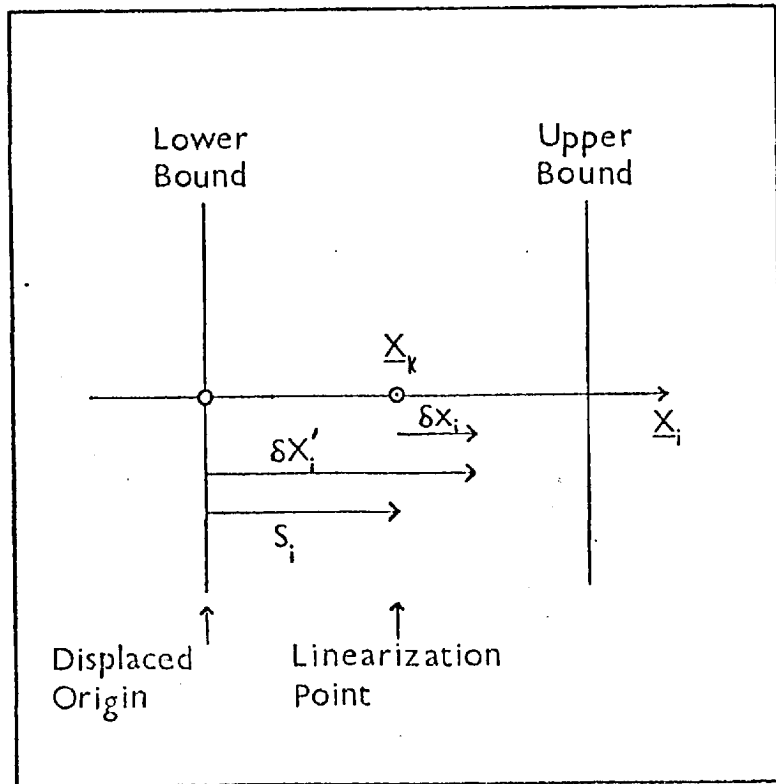 Lower
Bound
Upper
Bound
X_k
δx_i
X_i
δX_i′
S_i
Displaced
Origin
Linearization
Point